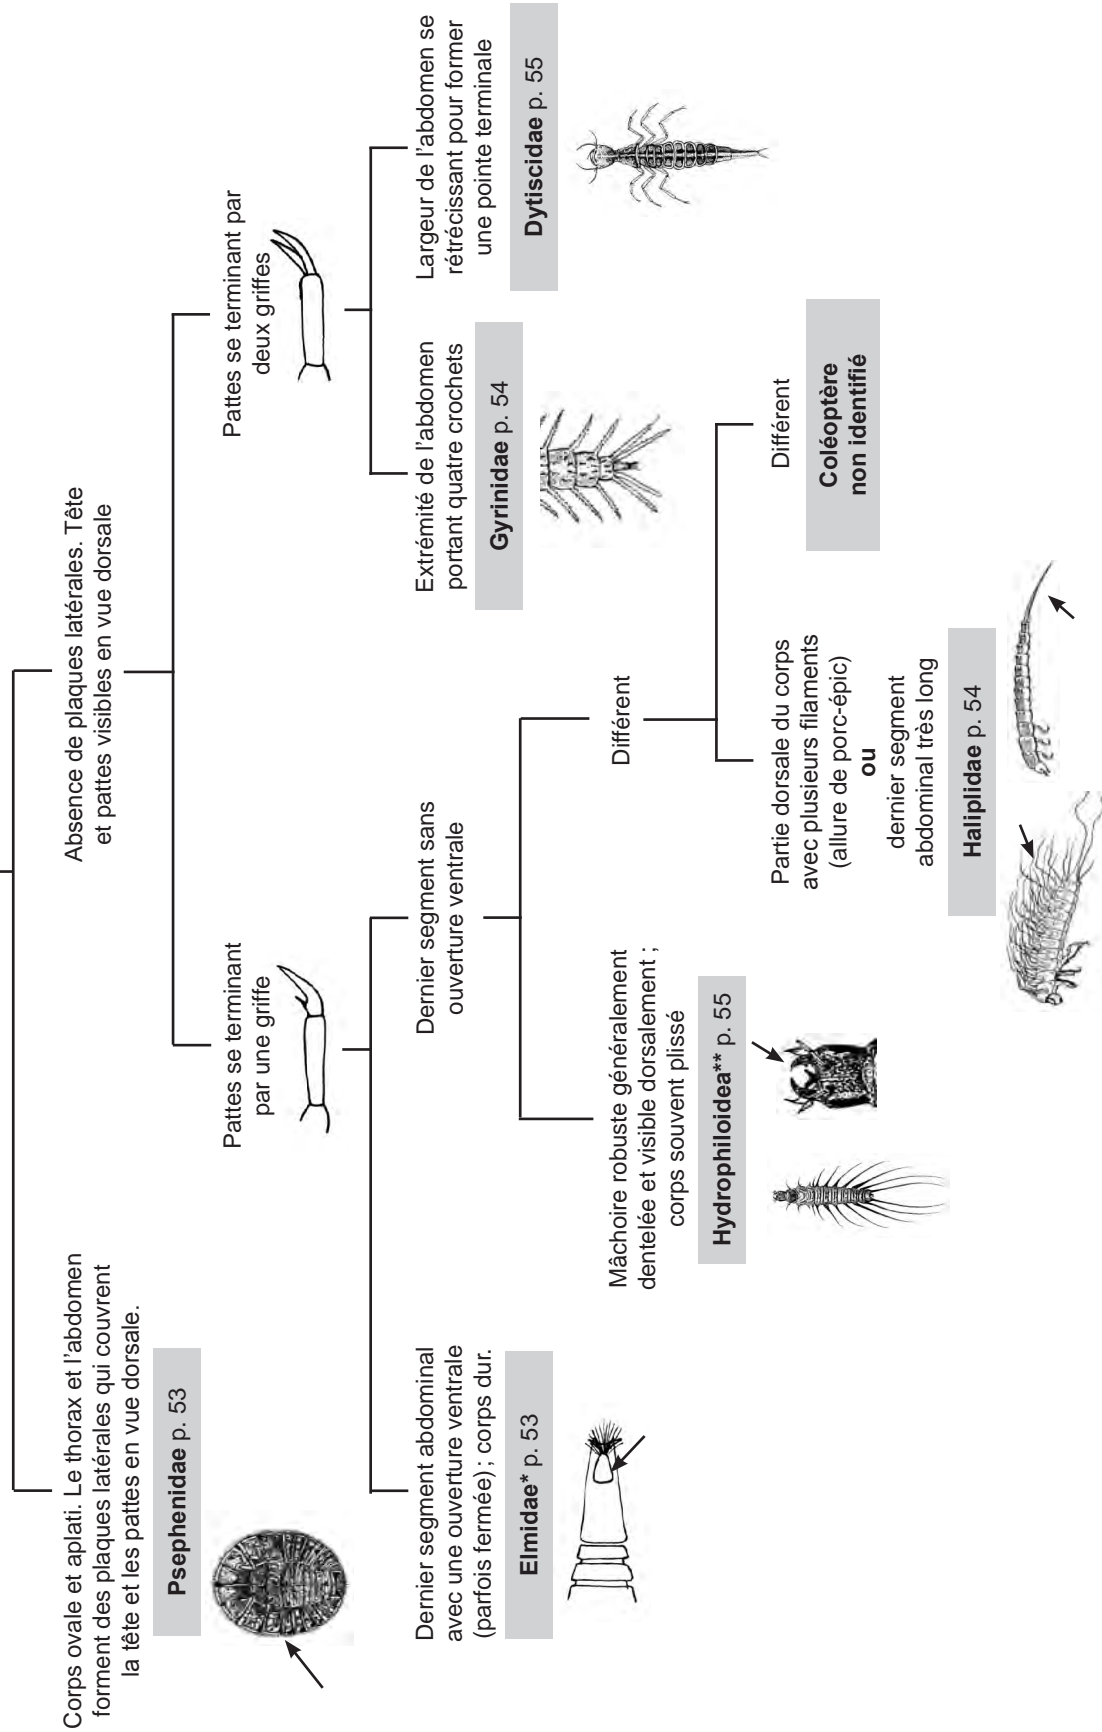 Corps ovale et aplati. Le thorax et l'abdomen
forment des plaques latérales qui couvrent
la tête et les pattes en vue dorsale.
Psephenidae p. 53
Absence de plaques latérales. Tête
et pattes visibles en vue dorsale
Pattes se terminant
par une griffe
Pattes se terminant par
deux griffes
Dernier segment abdominal
avec une ouverture ventrale
(parfois fermée) ; corps dur.
Elmidae* p. 53
Dernier segment sans
ouverture ventrale
Extrémité de l'abdomen
portant quatre crochets
Gyrinidae p. 54
Largeur de l'abdomen se
rétrécissant pour former
une pointe terminale
Dytiscidae p. 55
Mâchoire robuste généralement
dentelée et visible dorsalement ;
corps souvent plissé
Hydrophiloidea** p. 55
Différent
Partie dorsale du corps
avec plusieurs filaments
(allure de porc-épic)
ou
dernier segment
abdominal très long
Haliplidae p. 54
Différent
Coléoptère
non identifié